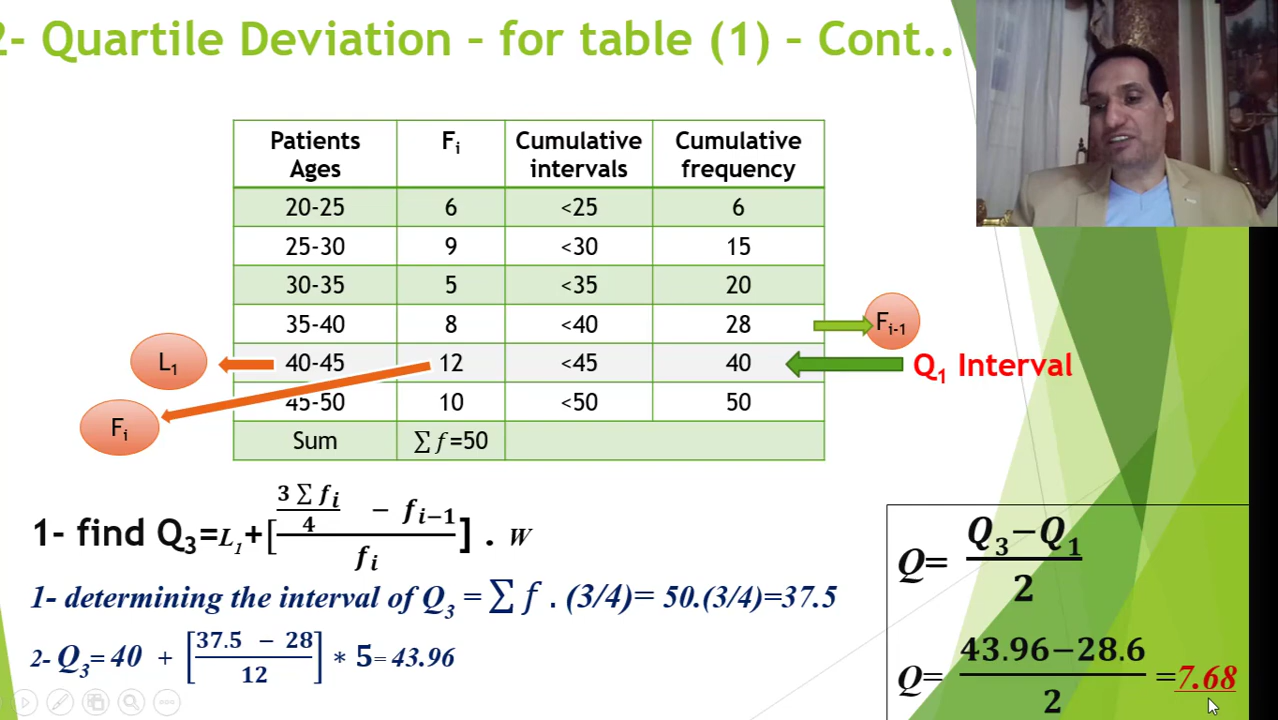 2- Quartile Deviation – for table (1) – Cont..
Patients Ages | Fi | Cumulative intervals | Cumulative frequency
20-25 | 6 | <25 | 6
25-30 | 9 | <30 | 15
30-35 | 5 | <35 | 20
35-40 | 8 | <40 | 28
Fi-1
L1
40-45 | 12 | <45 | 40
Q1 Interval
45-50 | 10 | <50 | 50
Fi
Sum | ∑ f=50
1- find Q3=L1+[(3 ∑ fi / 4 − fi−1) / fi] . W
1- determining the interval of Q3 = ∑ f . (3/4)= 50.(3/4)=37.5
2- Q3= 40 + [(37.5 − 28) / 12] * 5= 43.96
Q= (Q3−Q1) / 2
Q= (43.96−28.6) / 2 =7.68